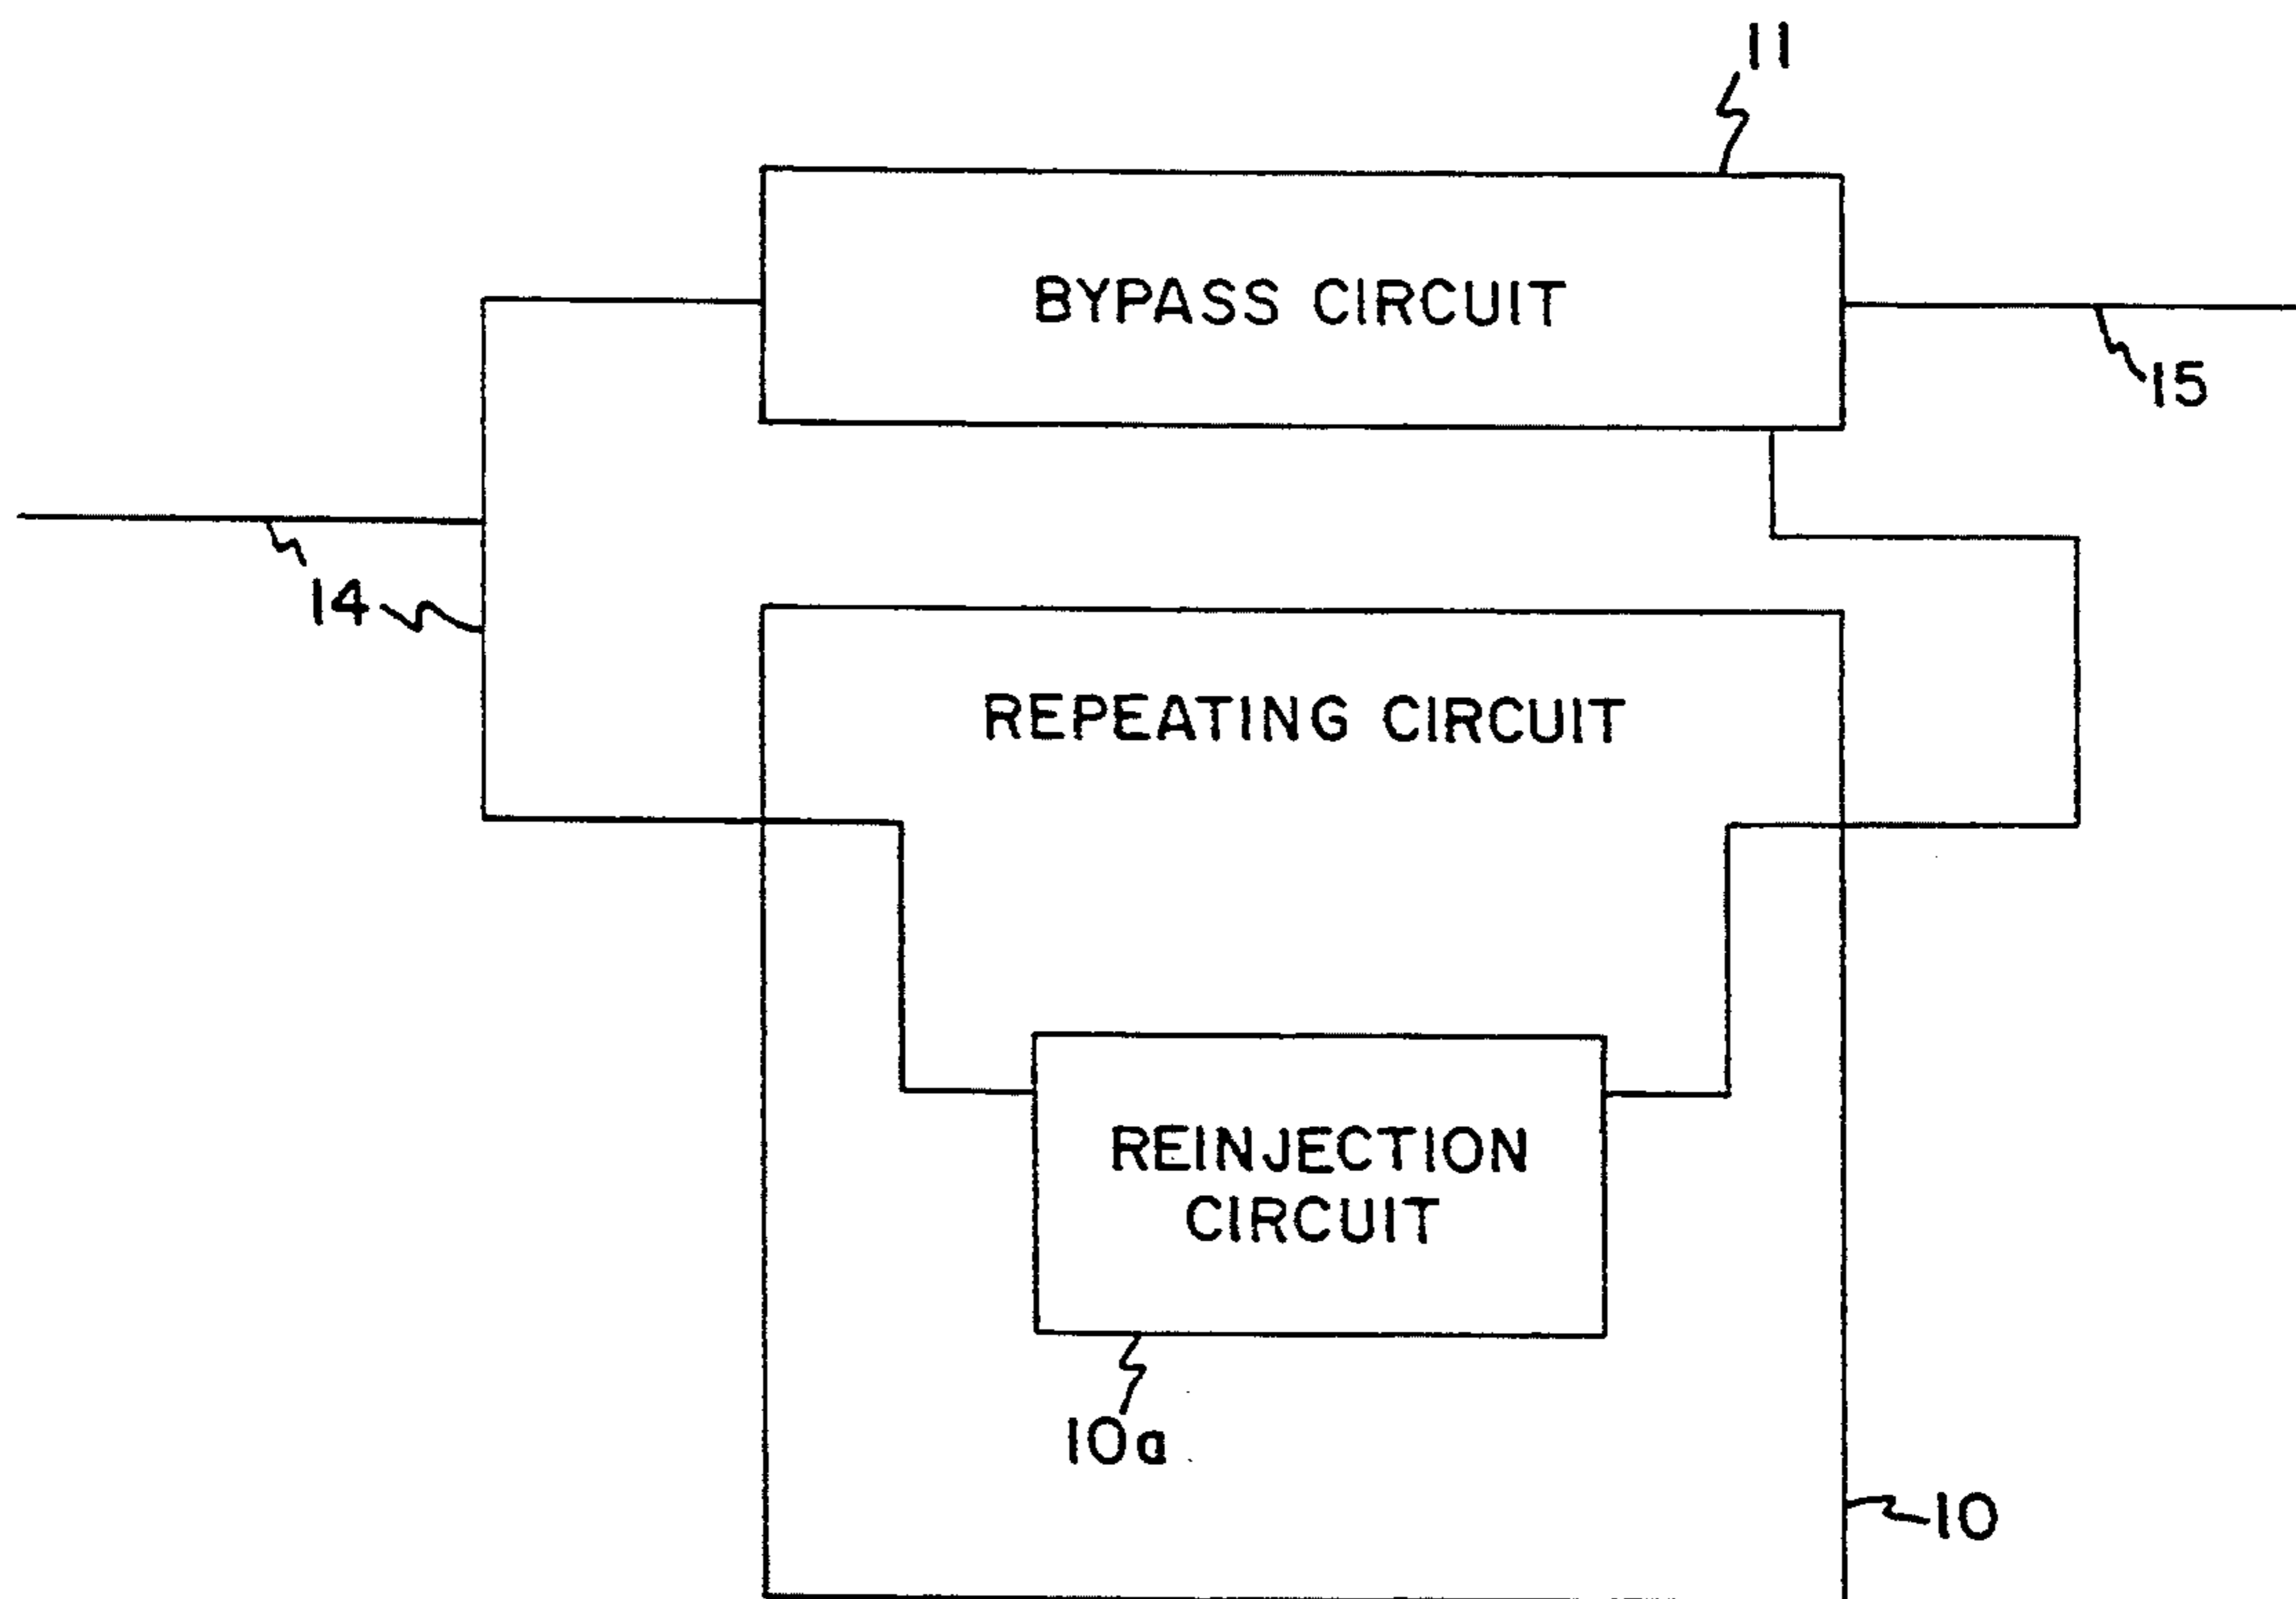 11
BYPASS CIRCUIT
15
14
REPEATING CIRCUIT
REINJECTION
CIRCUIT
10a
10